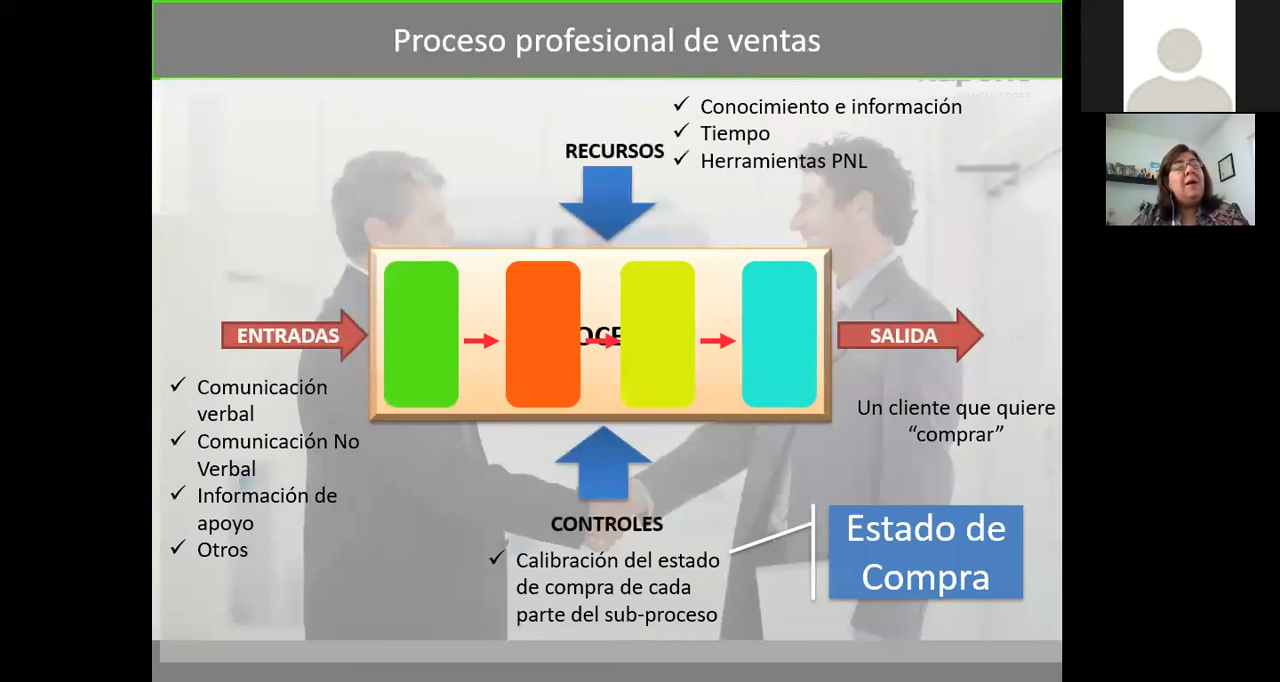 Proceso profesional de ventas
Conocimiento e información
Tiempo
Herramientas PNL
RECURSOS
ENTRADAS
SALIDA
Comunicación
verbal
Comunicación No
Verbal
Información de
apoyo
Otros
Un cliente que quiere
“comprar”
CONTROLES
Calibración del estado
de compra de cada
parte del sub-proceso
Estado de
Compra